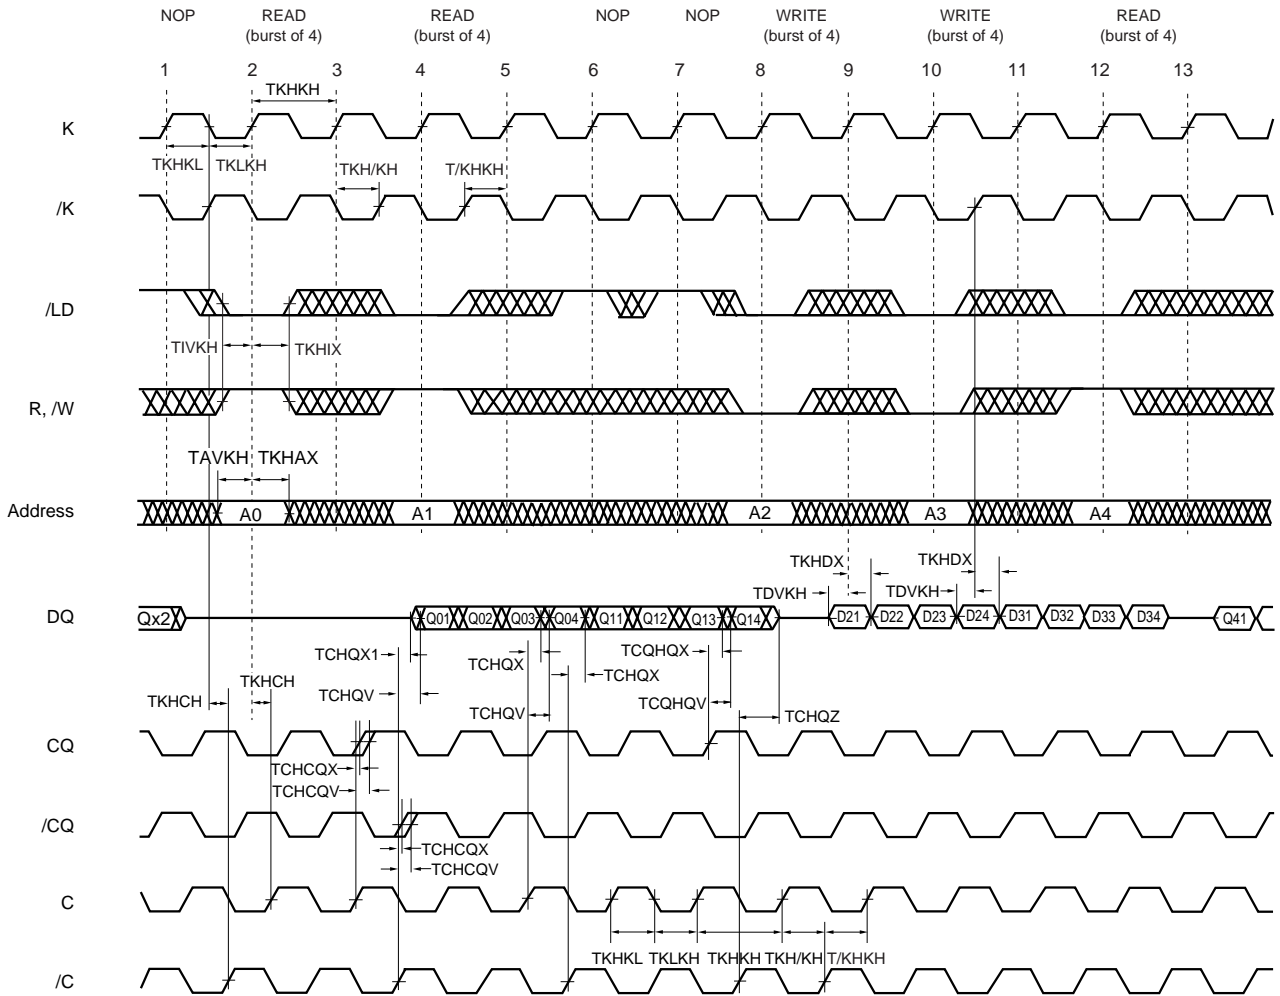 NOP READ READ NOP NOP WRITE WRITE READ
(burst of 4) (burst of 4) (burst of 4) (burst of 4) (burst of 4)
1 2 3 4 5 6 7 8 9 10 11 12 13
TKHKH
K
TKHKL TKLKH TKH/KH T/KHKH
/K
/LD
TIVKH TKHIX
R, /W
TAVKH TKHAX
Address A0 A1 A2 A3 A4
TKHDX TKHDX
TDVKH TDVKH
DQ Qx2 Q01 Q02 Q03 Q04 Q11 Q12 Q13 Q14 D21 D22 D23 D24 D31 D32 D33 D34 Q41
TCHQX1 TCHQX TCQHQX
TCHQX
TKHCH TKHCH TCHQV TCQHQV
TCHQV TCHQZ
CQ
TCHCQX
TCHCQV
/CQ
TCHCQX
TCHCQV
C
TKHKL TKLKH TKHKH TKH/KH T/KHKH
/C